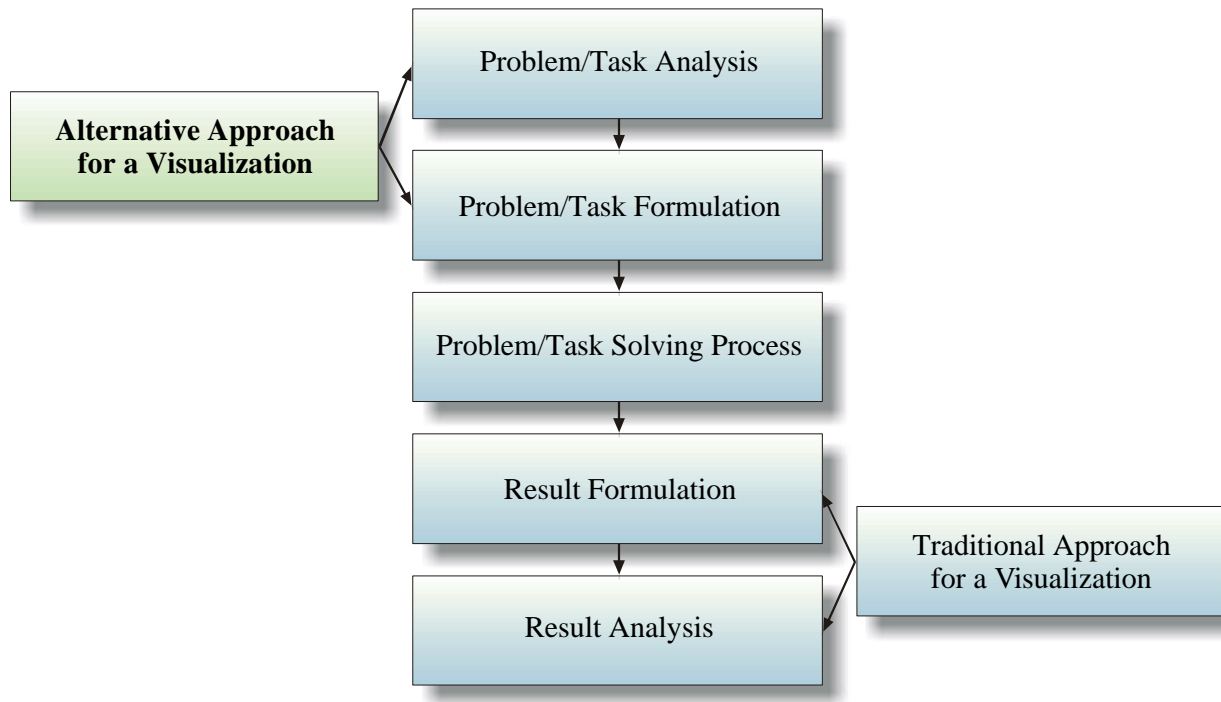 Problem/Task Analysis
Alternative Approach
for a Visualization
Problem/Task Formulation
Problem/Task Solving Process
Result Formulation
Traditional Approach
for a Visualization
Result Analysis